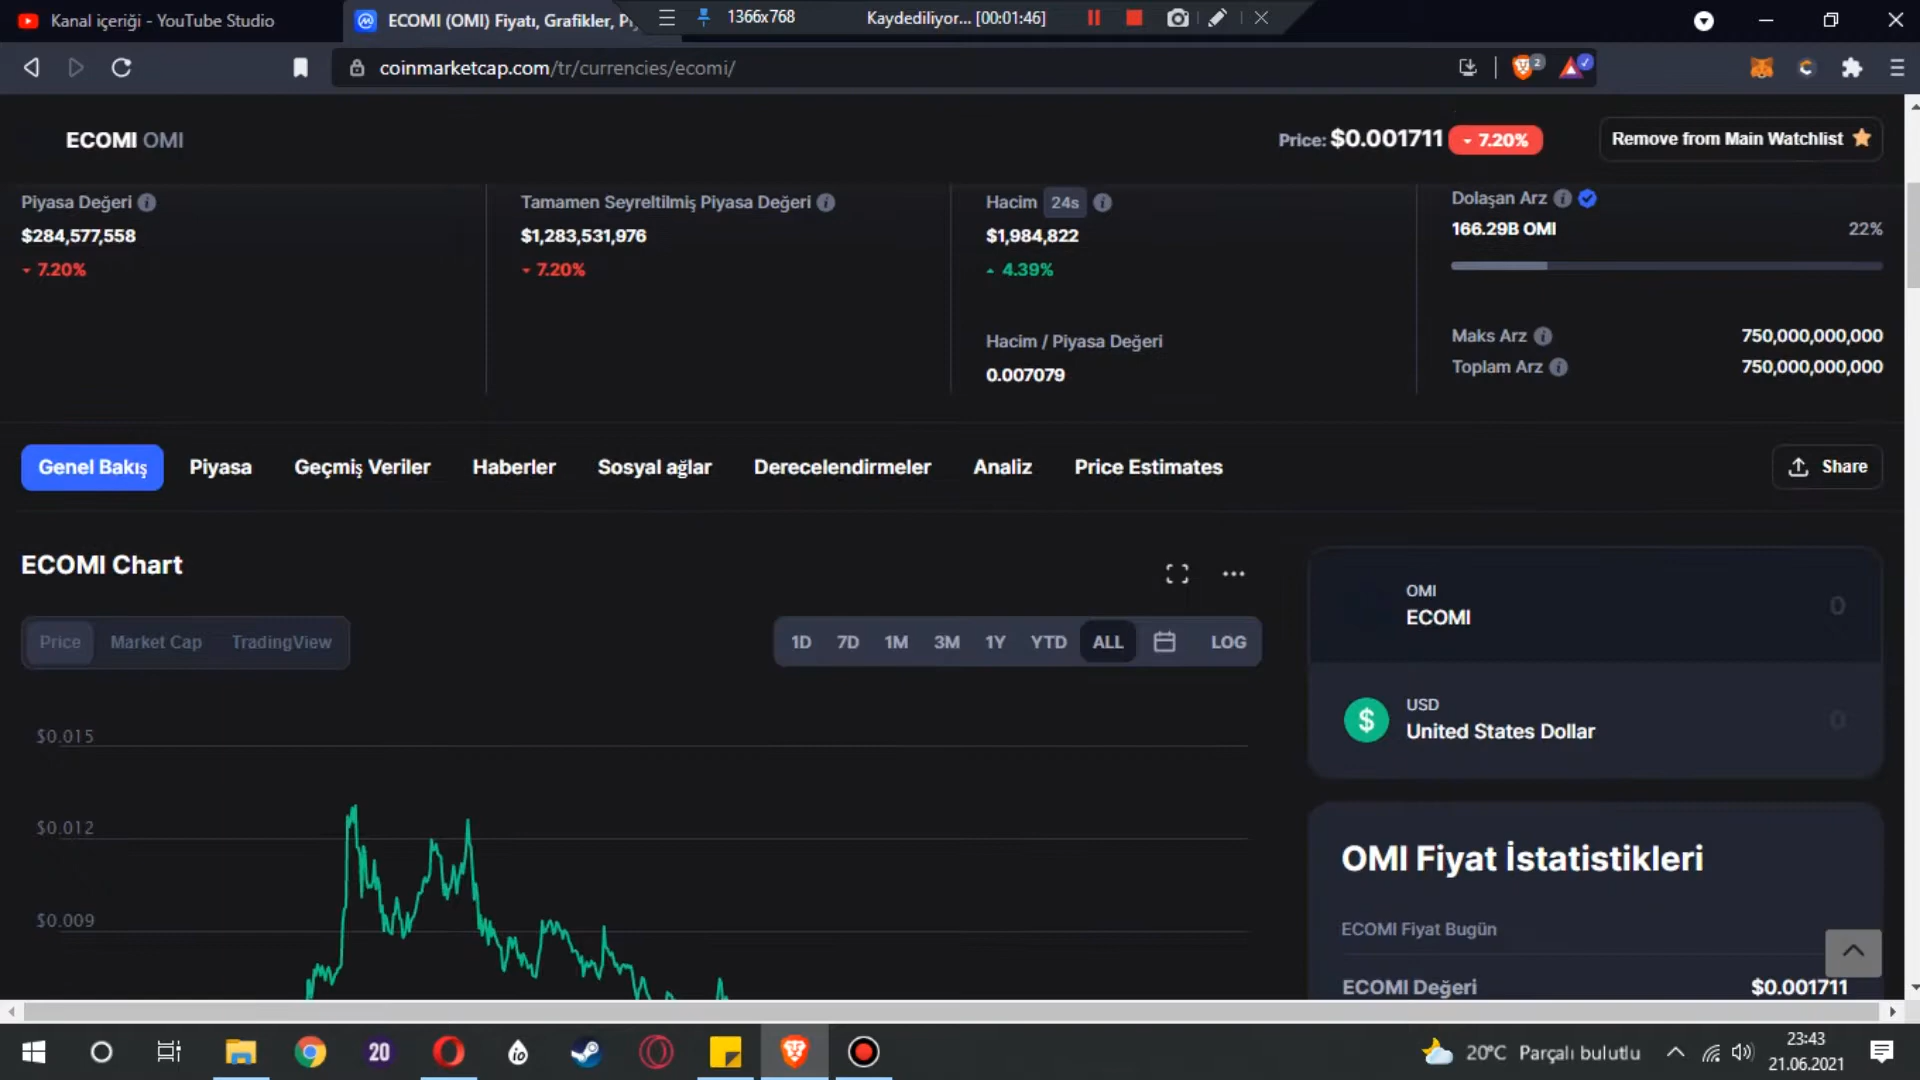 Kanal içeriği - YouTube Studio
ECOMI (OMI) Fiyatı, Grafikler, Pi
1366x768
Kaydediliyor... [00:01:46]
coinmarketcap.com/tr/currencies/ecomi/
2
ECOMI OMI
Price: $0.001711
7.20%
Remove from Main Watchlist
Piyasa Değeri
$284,577,558
7.20%
Tamamen Seyreltilmiş Piyasa Değeri
$1,283,531,976
7.20%
Hacim 24s
$1,984,822
4.39%
Hacim / Piyasa Değeri
0.007079
Dolaşan Arz
166.29B OMI
22%
Maks Arz
750,000,000,000
Toplam Arz
750,000,000,000
Genel Bakış
Piyasa
Geçmiş Veriler
Haberler
Sosyal ağlar
Derecelendirmeler
Analiz
Price Estimates
Share
ECOMI Chart
Price
Market Cap
TradingView
1D
7D
1M
3M
1Y
YTD
ALL
LOG
$0.015
$0.012
$0.009
OMI
ECOMI
0
$
USD
United States Dollar
0
OMI Fiyat İstatistikleri
ECOMI Fiyat Bugün
ECOMI Değeri
$0.001711
20
io
20°C Parçalı bulutlu
23:43
21.06.2021